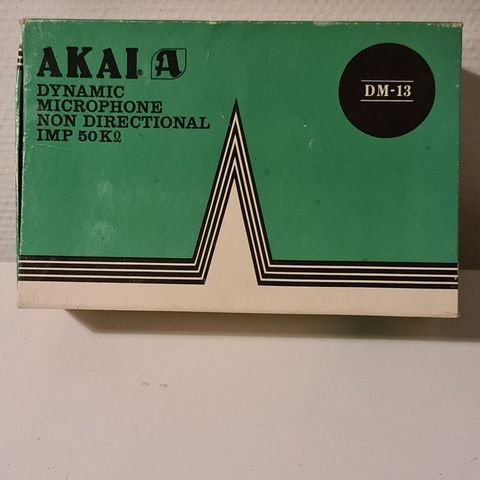 AKAI. A
DYNAMIC
MICROPHONE
NON DIRECTIONAL
IMP 50KΩ
DM-13